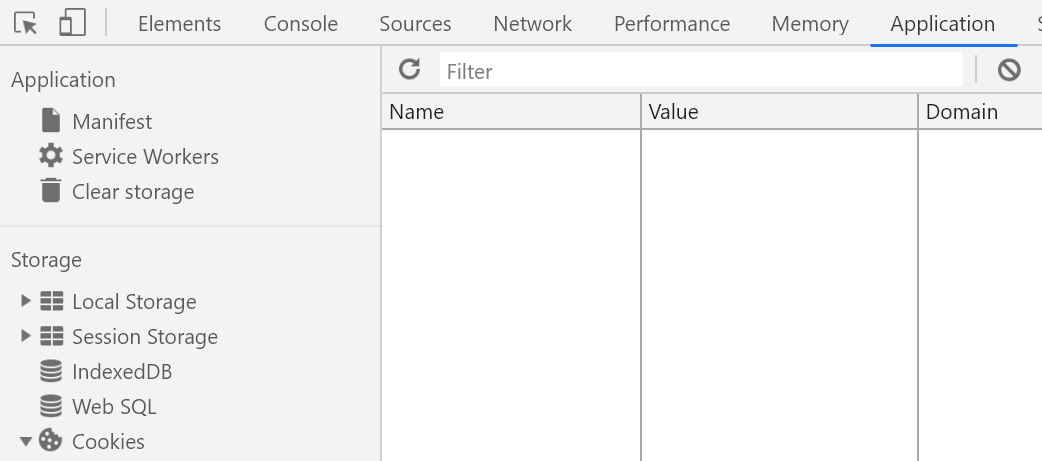 Elements Console Sources Network Performance Memory Application
Application
Manifest
Service Workers
Clear storage
Storage
Local Storage
Session Storage
IndexedDB
Web SQL
Cookies
Filter
Name Value Domain